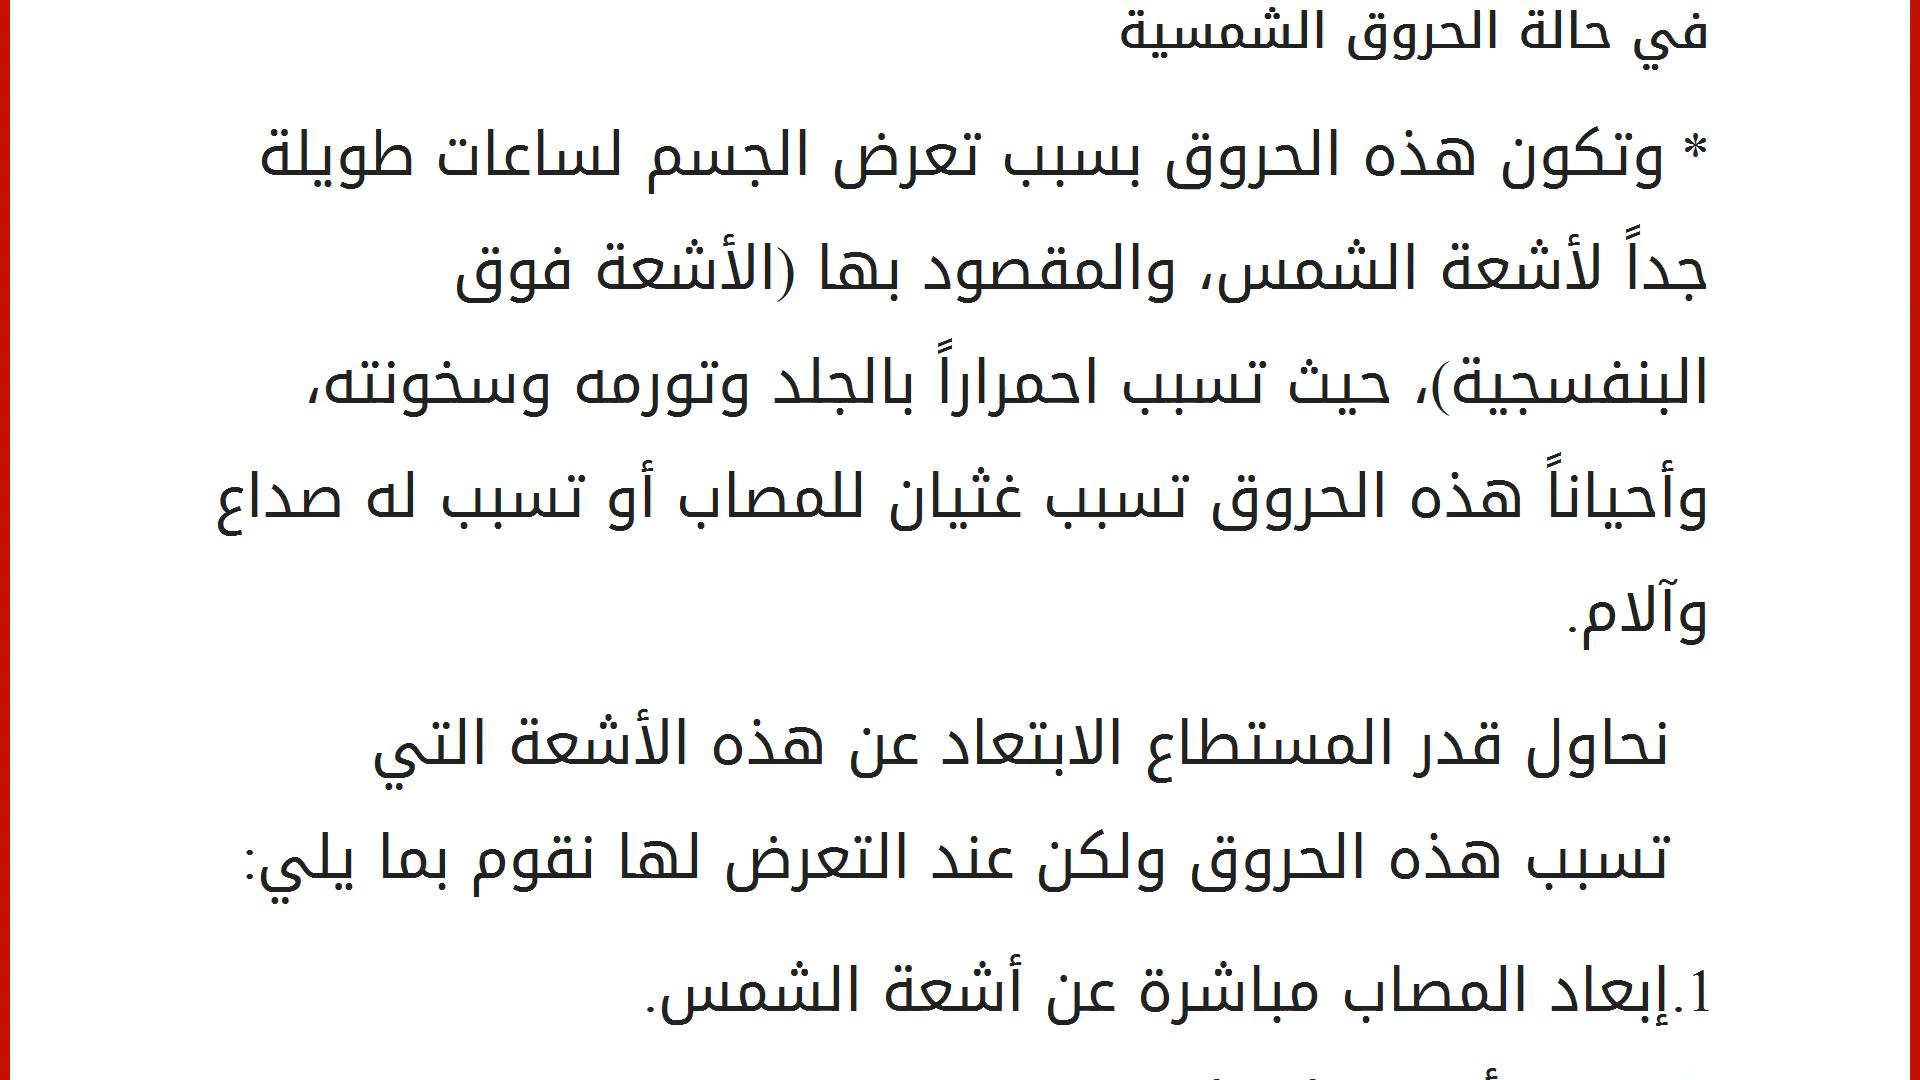 في حالة الحروق الشمسية
* وتكون هذه الحروق بسبب تعرض الجسم لساعات طويلة
جداً لأشعة الشمس، والمقصود بها (الأشعة فوق
البنفسجية)، حيث تسبب احمراراً بالجلد وتورمه وسخونته،
وأحياناً هذه الحروق تسبب غثيان للمصاب أو تسبب له صداع
وآلام.
نحاول قدر المستطاع الابتعاد عن هذه الأشعة التي
تسبب هذه الحروق ولكن عند التعرض لها نقوم بما يلي:
1.إبعاد المصاب مباشرة عن أشعة الشمس.